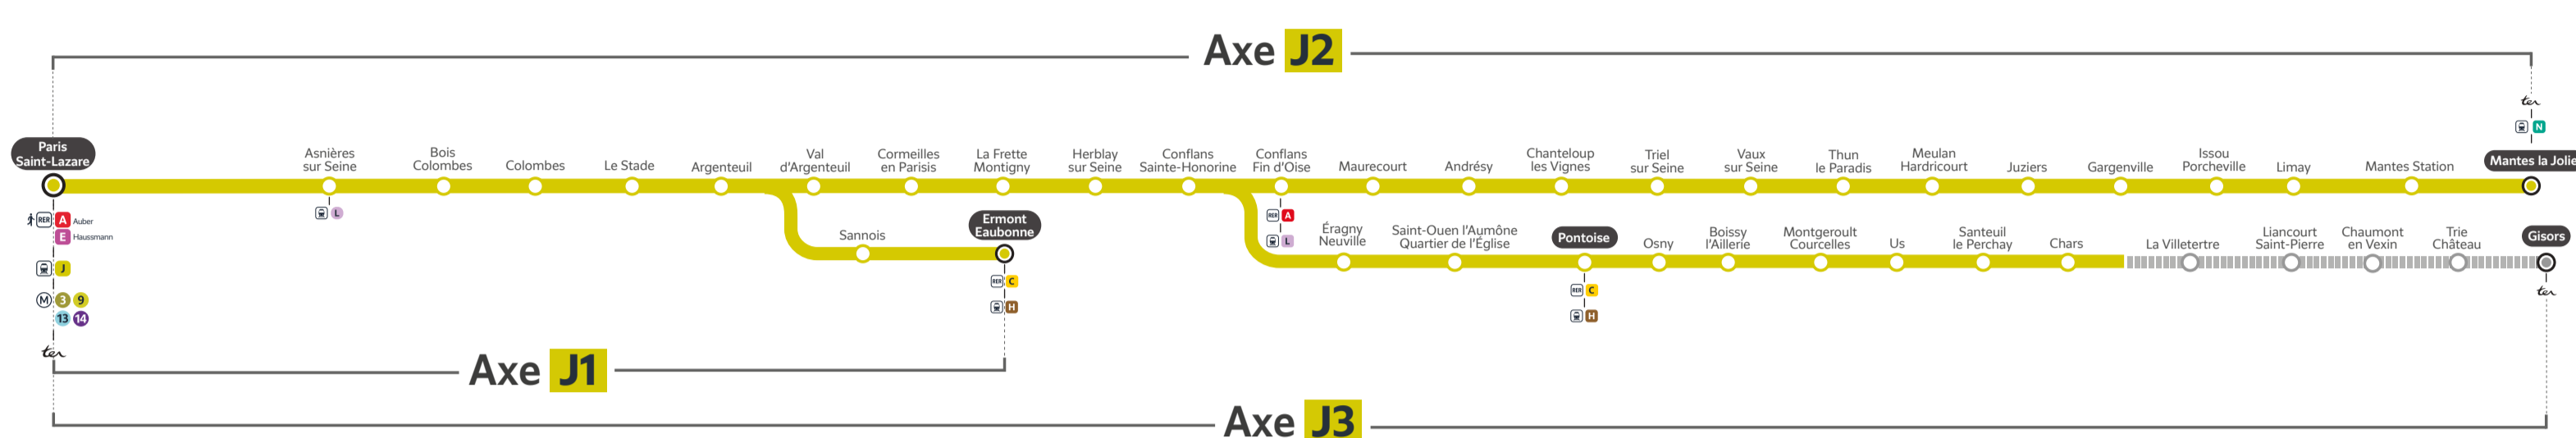 Axe J2
ter
N
Paris
Saint-Lazare
Asnières
sur Seine
Bois
Colombes
Colombes
Le Stade
Argenteuil
Val
d'Argenteuil
Cormeilles
en Parisis
La Frette
Montigny
Herblay
sur Seine
Conflans
Sainte-Honorine
Conflans
Fin d'Oise
Maurecourt
Andrésy
Chanteloup
les Vignes
Triel
sur Seine
Vaux
sur Seine
Thun
le Paradis
Meulan
Hardricourt
Juziers
Gargenville
Issou
Porcheville
Limay
Mantes Station
Mantes la Jolie
RER A Auber
E Haussmann
J
M 3 9
13 14
ter
L
Sannois
Ermont
Eaubonne
RER C
H
RER A
L
Éragny
Neuville
Saint-Ouen l'Aumône
Quartier de l'Église
Pontoise
RER C
H
Osny
Boissy
l'Aillerie
Montgeroult
Courcelles
Us
Santeuil
le Perchay
Chars
La Villetertre
Liancourt
Saint-Pierre
Chaumont
en Vexin
Trie
Château
Gisors
ter
Axe J1
Axe J3